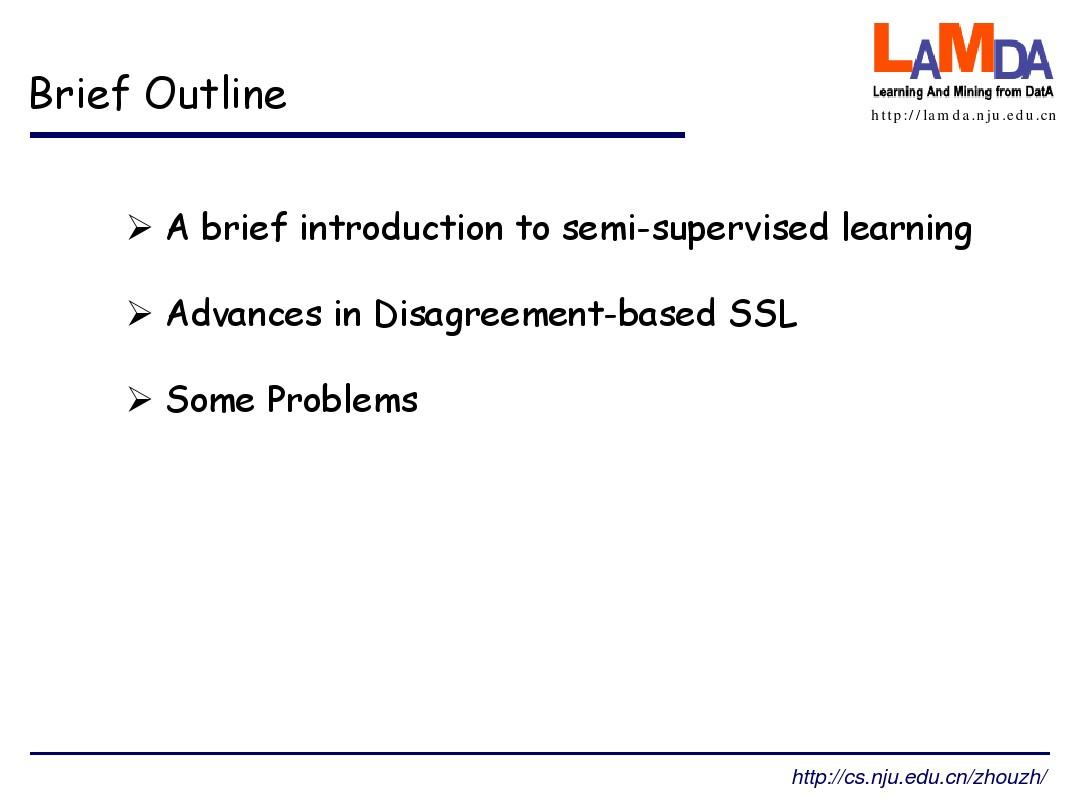 LAMDA
Learning And Mining from DatA
http://lamda.nju.edu.cn
Brief Outline
➢ A brief introduction to semi-supervised learning
➢ Advances in Disagreement-based SSL
➢ Some Problems
http://cs.nju.edu.cn/zhouzh/